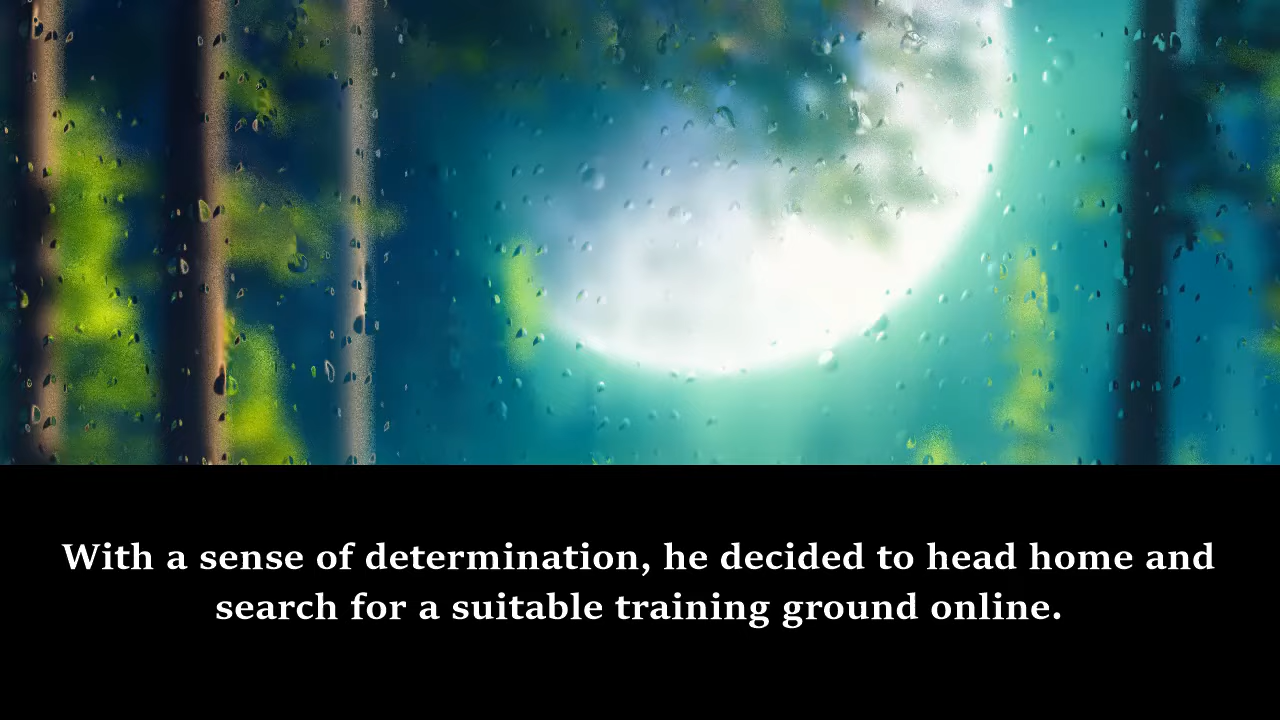 With a sense of determination, he decided to head home and
search for a suitable training ground online.